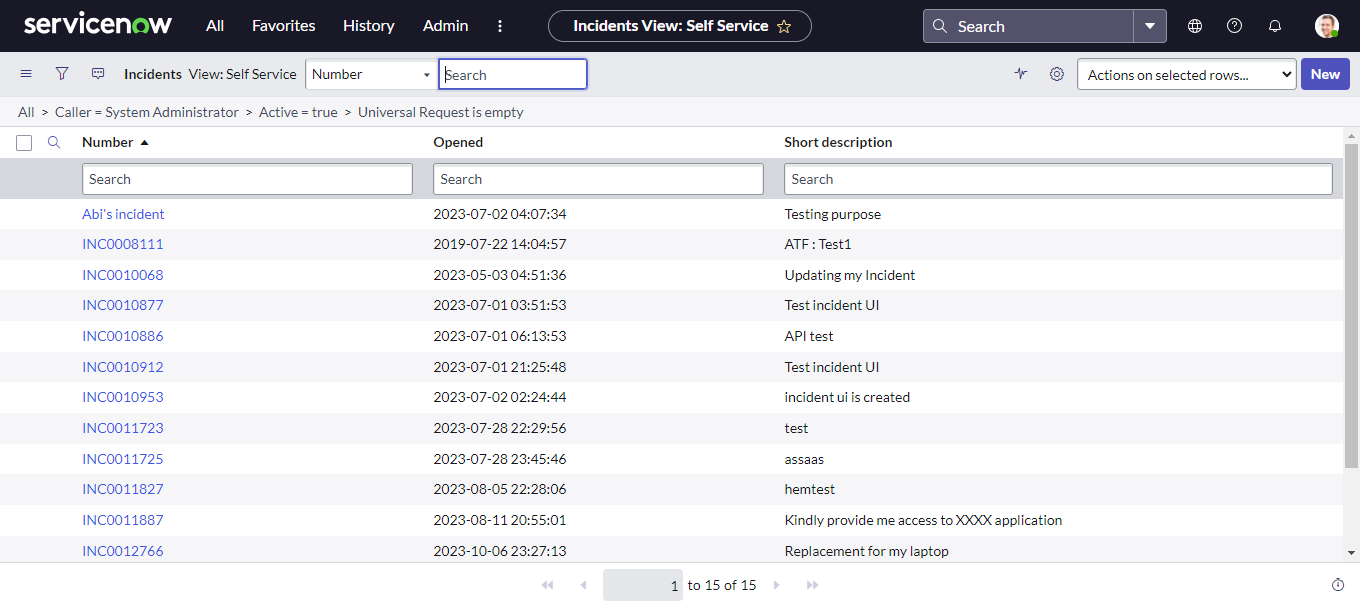 servicenow All Favorites History Admin Incidents View: Self Service Search
Incidents View: Self Service Number Search Actions on selected rows... New
All > Caller = System Administrator > Active = true > Universal Request is empty
Number Opened Short description
Search Search Search
Abi's incident 2023-07-02 04:07:34 Testing purpose
INC0008111 2019-07-22 14:04:57 ATF : Test1
INC0010068 2023-05-03 04:51:36 Updating my Incident
INC0010877 2023-07-01 03:51:53 Test incident UI
INC0010886 2023-07-01 06:13:53 API test
INC0010912 2023-07-01 21:25:48 Test incident UI
INC0010953 2023-07-02 02:24:44 incident ui is created
INC0011723 2023-07-28 22:29:56 test
INC0011725 2023-07-28 23:45:46 assaas
INC0011827 2023-08-05 22:28:06 hemtest
INC0011887 2023-08-11 20:55:01 Kindly provide me access to XXXX application
INC0012766 2023-10-06 23:27:13 Replacement for my laptop
1 to 15 of 15